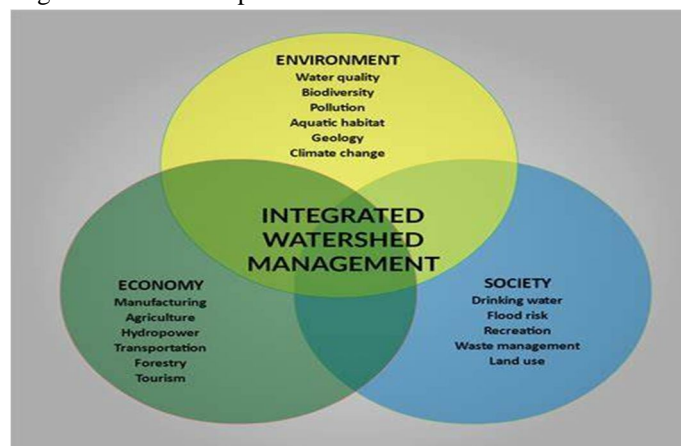 ENVIRONMENT
Water quality
Biodiversity
Pollution
Aquatic habitat
Geology
Climate change
INTEGRATED
WATERSHED
MANAGEMENT
ECONOMY
Manufacturing
Agriculture
Hydropower
Transportation
Forestry
Tourism
SOCIETY
Drinking water
Flood risk
Recreation
Waste management
Land use